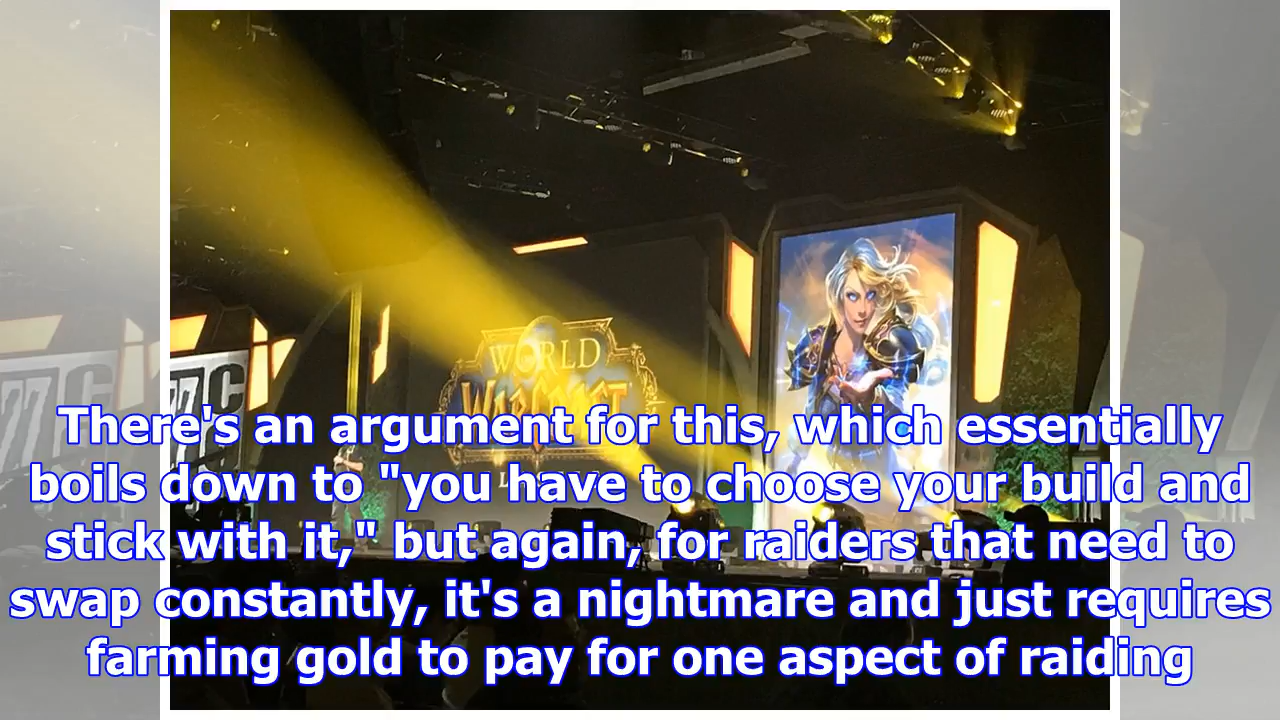 WORLD
WARCRAFT
77C
77C
There's an argument for this, which essentially
boils down to "you have to choose your build and
stick with it," but again, for raiders that need to
swap constantly, it's a nightmare and just requires
farming gold to pay for one aspect of raiding